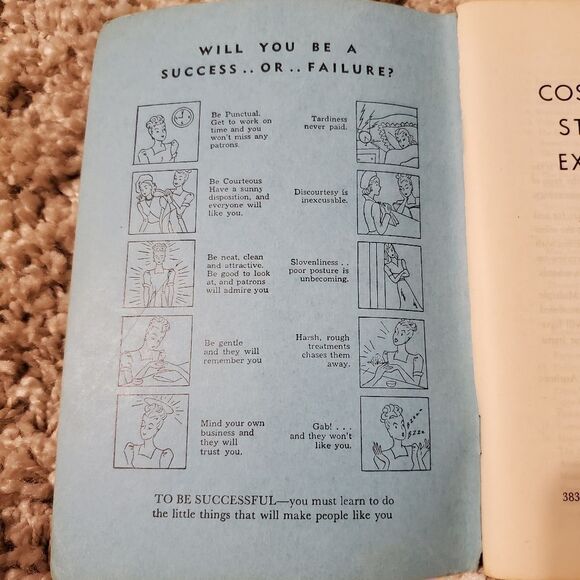 WILL YOU BE A
SUCCESS .. OR .. FAILURE?
Be Punctual.
Get to work on
time and you
won't miss any
patrons.
Tardiness
never paid.
Be Courteous
Have a sunny
disposition, and
everyone will
like you.
Discourtesy is
inexcusable.
Be neat, clean
and attractive.
Be good to look
at, and patrons
will admire you
Slovenliness . .
poor posture is
unbecoming.
Be gentle
and they will
remember you
Harsh, rough
treatments
chases them
away.
Mind your own
business and
they will
trust you.
Gab! . . .
and they won't
like you.
TO BE SUCCESSFUL—you must learn to do
the little things that will make people like you
COS
ST
EX
383